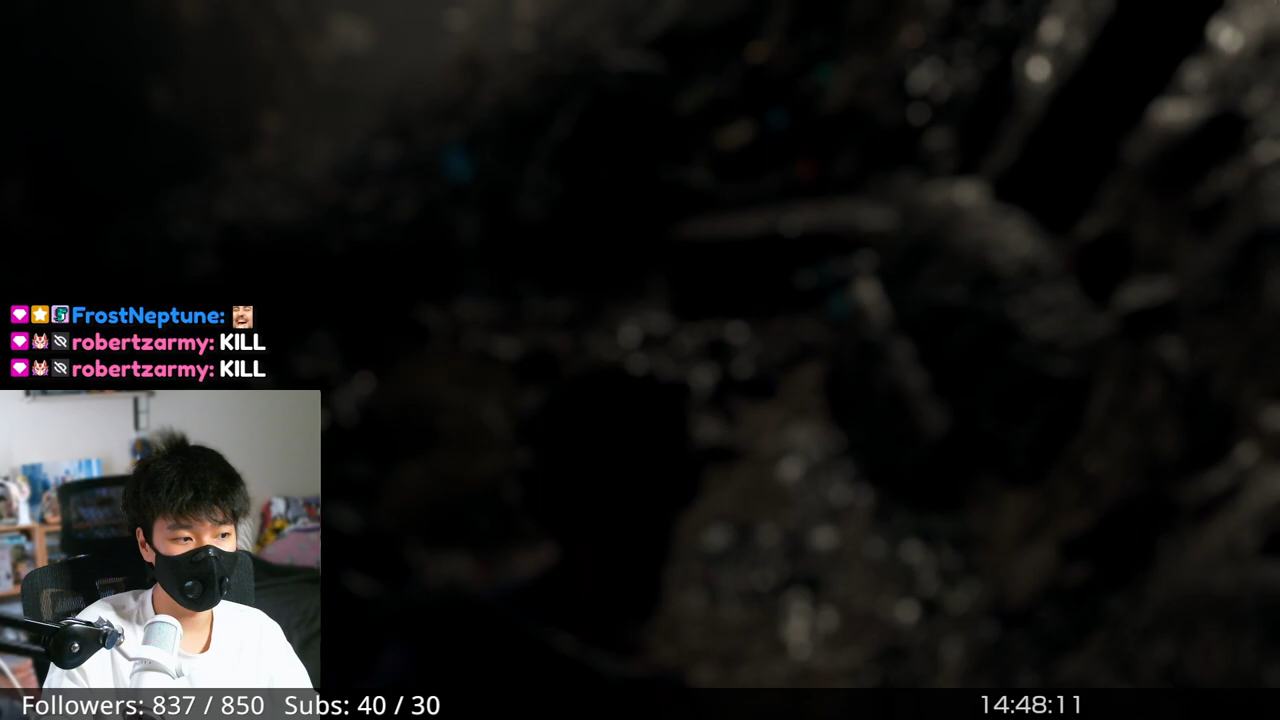 FrostNeptune:
robertzarmy: KILL
robertzarmy: KILL
Followers: 837 / 850 Subs: 40 / 30
14:48:11